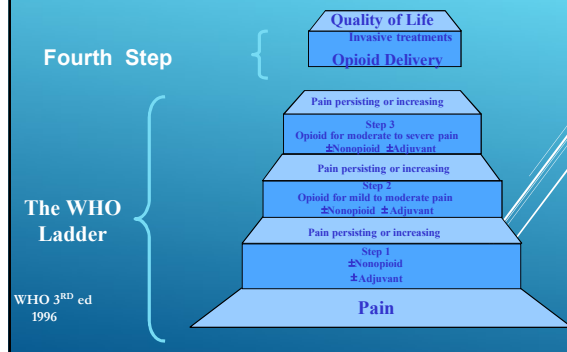 Quality of Life
Invasive treatments
Opioid Delivery
Fourth Step
Pain persisting or increasing
Step 3
Opioid for moderate to severe pain
±Nonopioid ±Adjuvant
Pain persisting or increasing
Step 2
Opioid for mild to moderate pain
±Nonopioid ± Adjuvant
Pain persisting or increasing
Step 1
±Nonopioid
±Adjuvant
Pain
The WHO
Ladder
WHO 3RD ed
1996